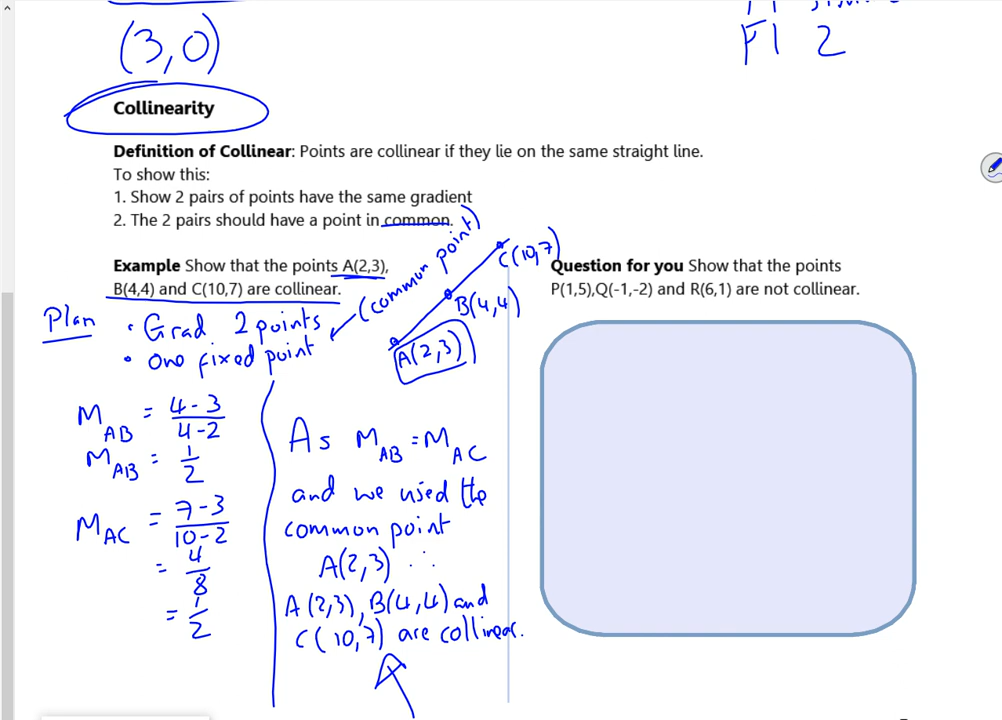 (3,0)
F1 2
Collinearity
Definition of Collinear: Points are collinear if they lie on the same straight line.
To show this:
1. Show 2 pairs of points have the same gradient
2. The 2 pairs should have a point in common.
Example Show that the points A(2,3),
B(4,4) and C(10,7) are collinear.
Plan
• Grad 2 points
• One fixed point
(common point)
C(10,7)
B(4,4)
A(2,3)
M_AB = 4-3/4-2
M_AB = 1/2
M_AC = 7-3/10-2
= 4/8
= 1/2
As M_AB = M_AC
and we used the
common point
A(2,3) ∴
A(2,3), B(4,4) and
C(10,7) are collinear.
Question for you Show that the points
P(1,5),Q(-1,-2) and R(6,1) are not collinear.